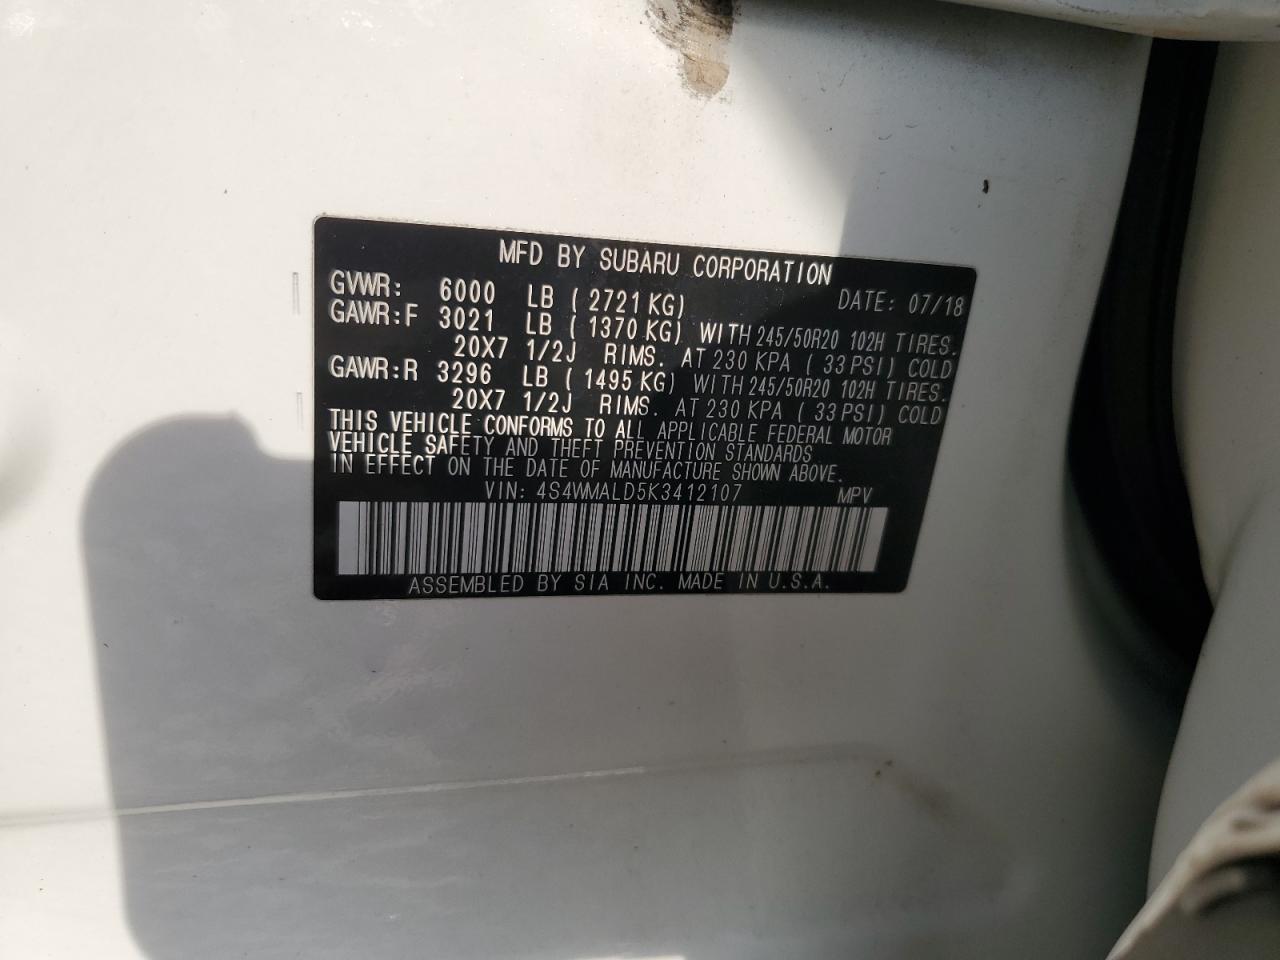 MFD BY SUBARU CORPORATION
GVWR: 6000 LB ( 2721 KG) DATE: 07/18
GAWR:F 3021 LB ( 1370 KG) WITH 245/50R20 102H TIRES.
20X7 1/2J RIMS. AT 230 KPA ( 33 PSI) COLD
GAWR:R 3296 LB ( 1495 KG) WITH 245/50R20 102H TIRES.
20X7 1/2J RIMS. AT 230 KPA ( 33 PSI) COLD
THIS VEHICLE CONFORMS TO ALL APPLICABLE FEDERAL MOTOR
VEHICLE SAFETY AND THEFT PREVENTION STANDARDS
IN EFFECT ON THE DATE OF MANUFACTURE SHOWN ABOVE.
VIN: 4S4WMALD5K3412107 MPV
ASSEMBLED BY SIA INC. MADE IN U.S.A.